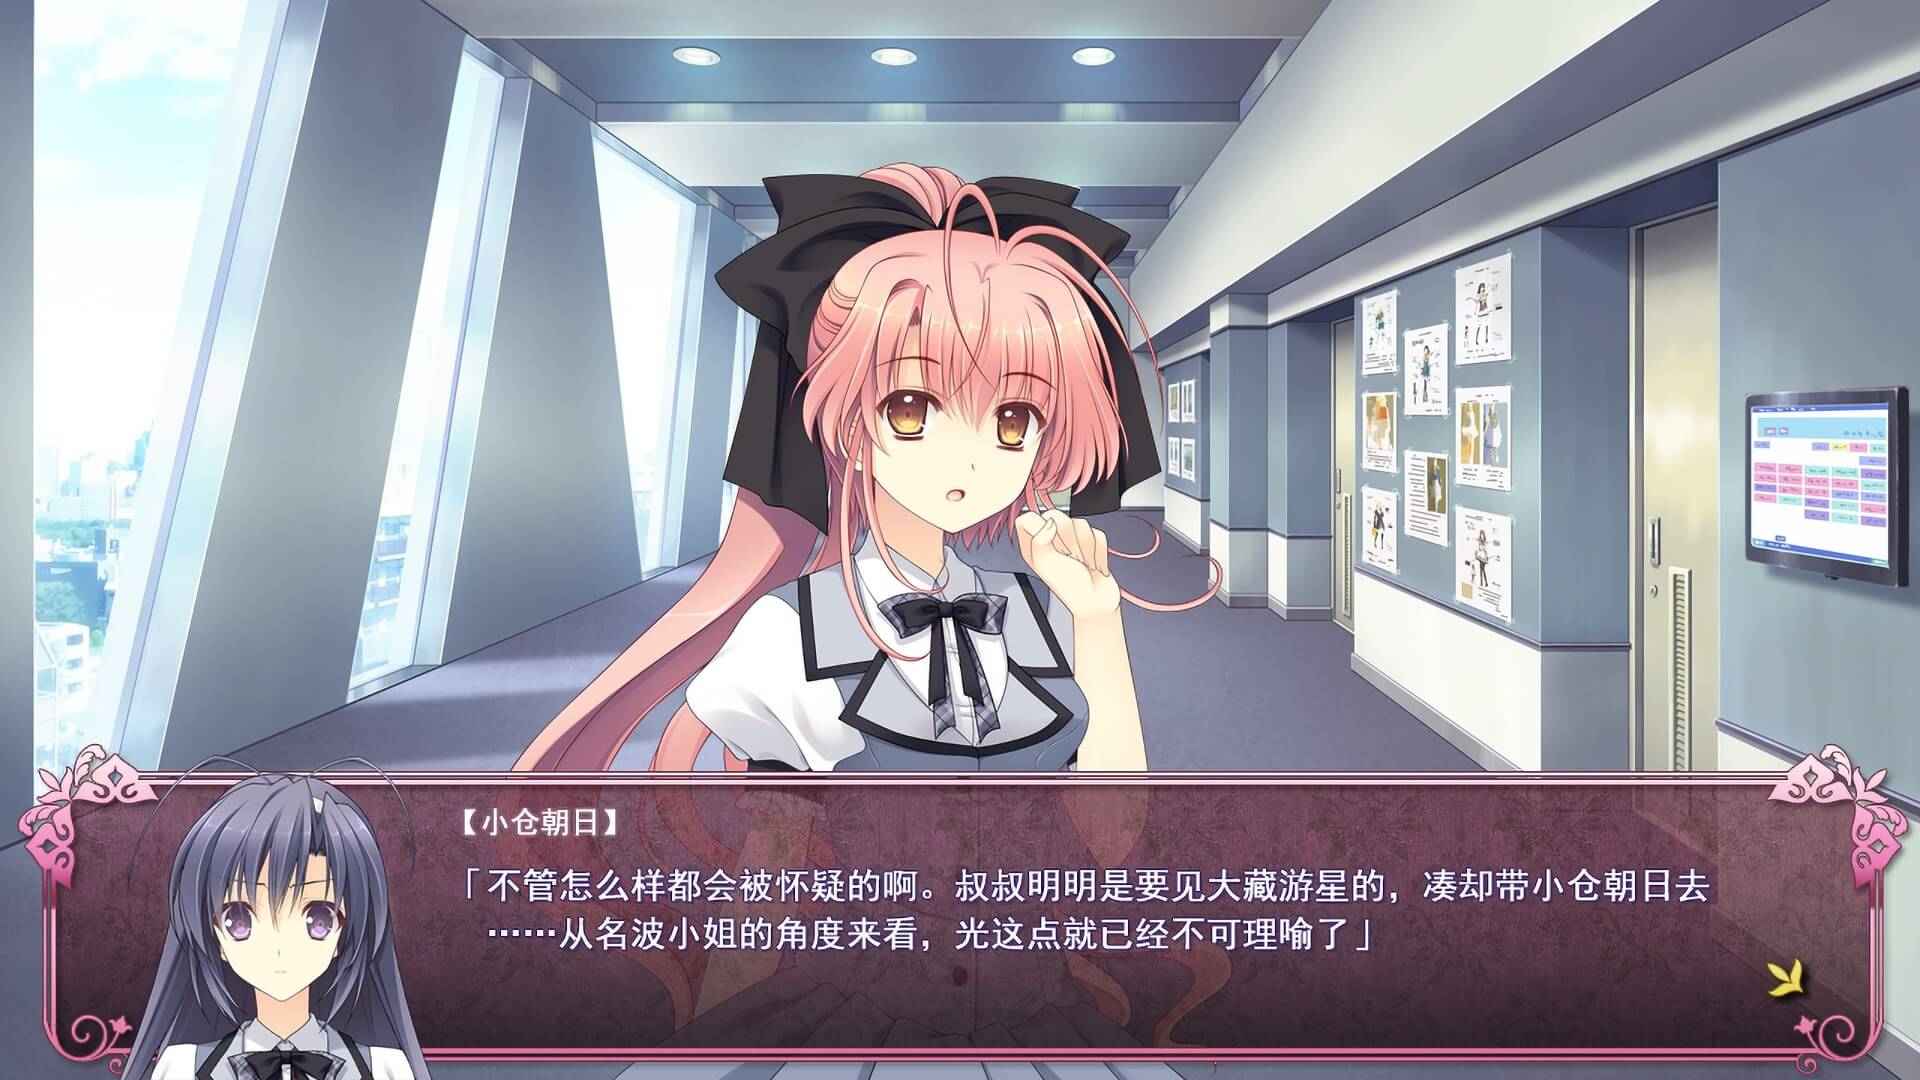 【小仓朝日】
「不管怎么样都会被怀疑的啊。叔叔明明是要见大藏游星的，凑却带小仓朝日去
……从名波小姐的角度来看，光这点就已经不可理喻了」